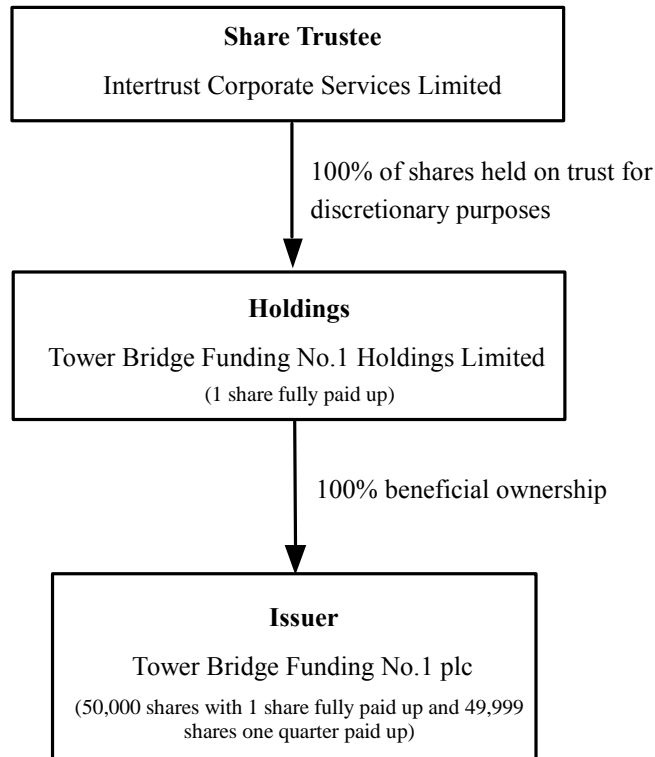 Share Trustee
Intertrust Corporate Services Limited
100% of shares held on trust for
discretionary purposes
Holdings
Tower Bridge Funding No.1 Holdings Limited
(1 share fully paid up)
100% beneficial ownership
Issuer
Tower Bridge Funding No.1 plc
(50,000 shares with 1 share fully paid up and 49,999
shares one quarter paid up)